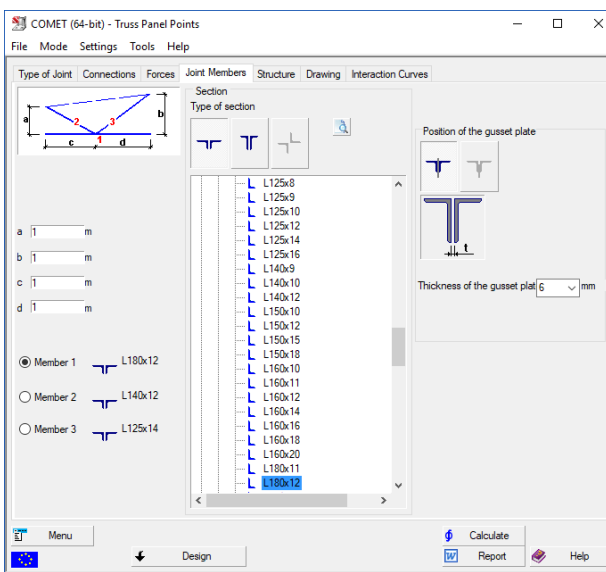 COMET (64-bit) - Truss Panel Points
File Mode Settings Tools Help
Type of Joint Connections Forces Joint Members Structure Drawing Interaction Curves
Section
Type of section
a b 2 3 1 c d
Position of the gusset plate
t
Thickness of the gusset plat 6 mm
a 1 m
b 1 m
c 1 m
d 1 m
Member 1 L180x12
Member 2 L140x12
Member 3 L125x14
L125x8
L125x9
L125x10
L125x12
L125x14
L125x16
L140x9
L140x10
L140x12
L150x10
L150x12
L150x15
L150x18
L160x10
L160x11
L160x12
L160x14
L160x16
L160x18
L160x20
L180x11
L180x12
Menu
Design
Calculate
W Report
Help